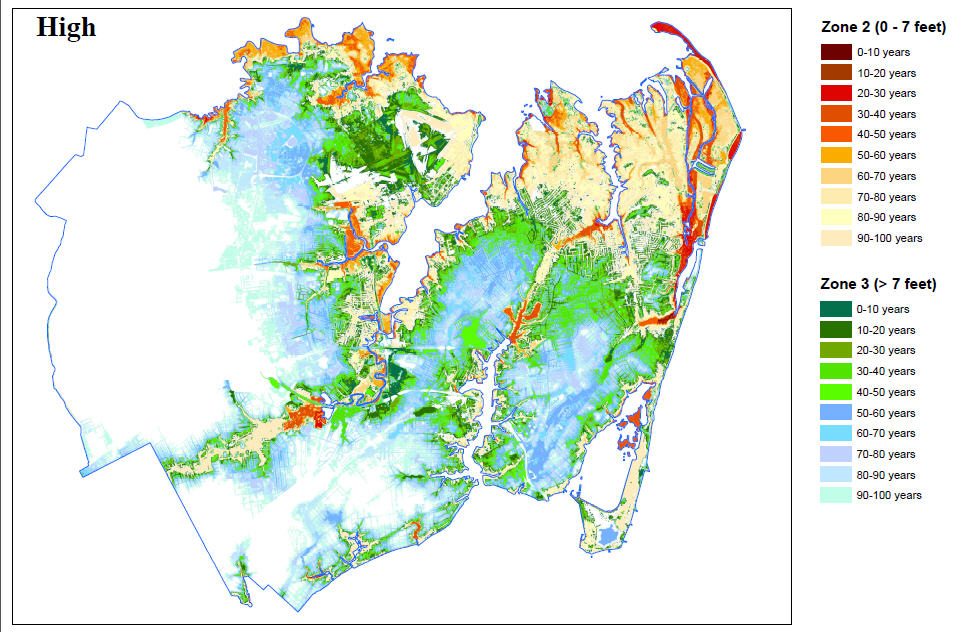 High
Zone 2 (0 - 7 feet)
0-10 years
10-20 years
20-30 years
30-40 years
40-50 years
50-60 years
60-70 years
70-80 years
80-90 years
90-100 years
Zone 3 (> 7 feet)
0-10 years
10-20 years
20-30 years
30-40 years
40-50 years
50-60 years
60-70 years
70-80 years
80-90 years
90-100 years